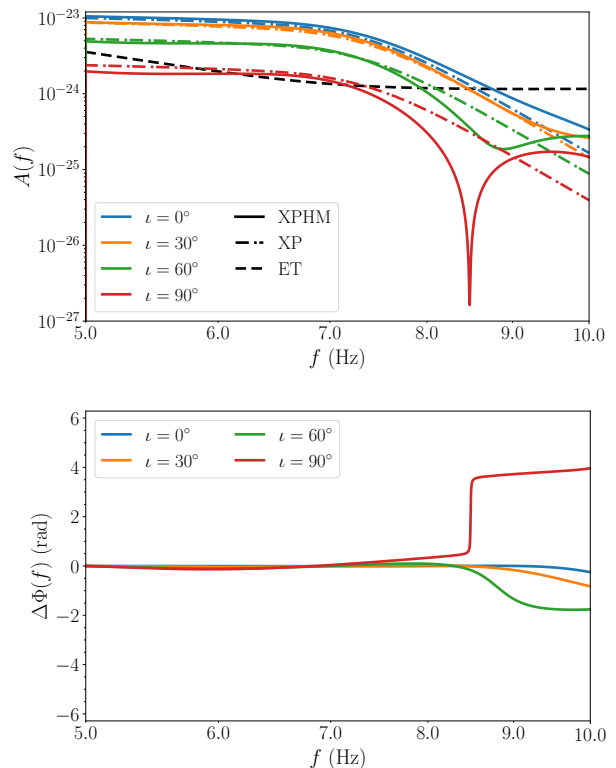 10⁻²³
10⁻²⁴
10⁻²⁵
10⁻²⁶
10⁻²⁷
A(f)
ι = 0° XPHM
ι = 30° XP
ι = 60° ET
ι = 90°
5.0 6.0 7.0 8.0 9.0 10.0
f (Hz)
6
4
2
0
−2
−4
−6
ΔΦ(f) (rad)
ι = 0° ι = 60°
ι = 30° ι = 90°
5.0 6.0 7.0 8.0 9.0 10.0
f (Hz)